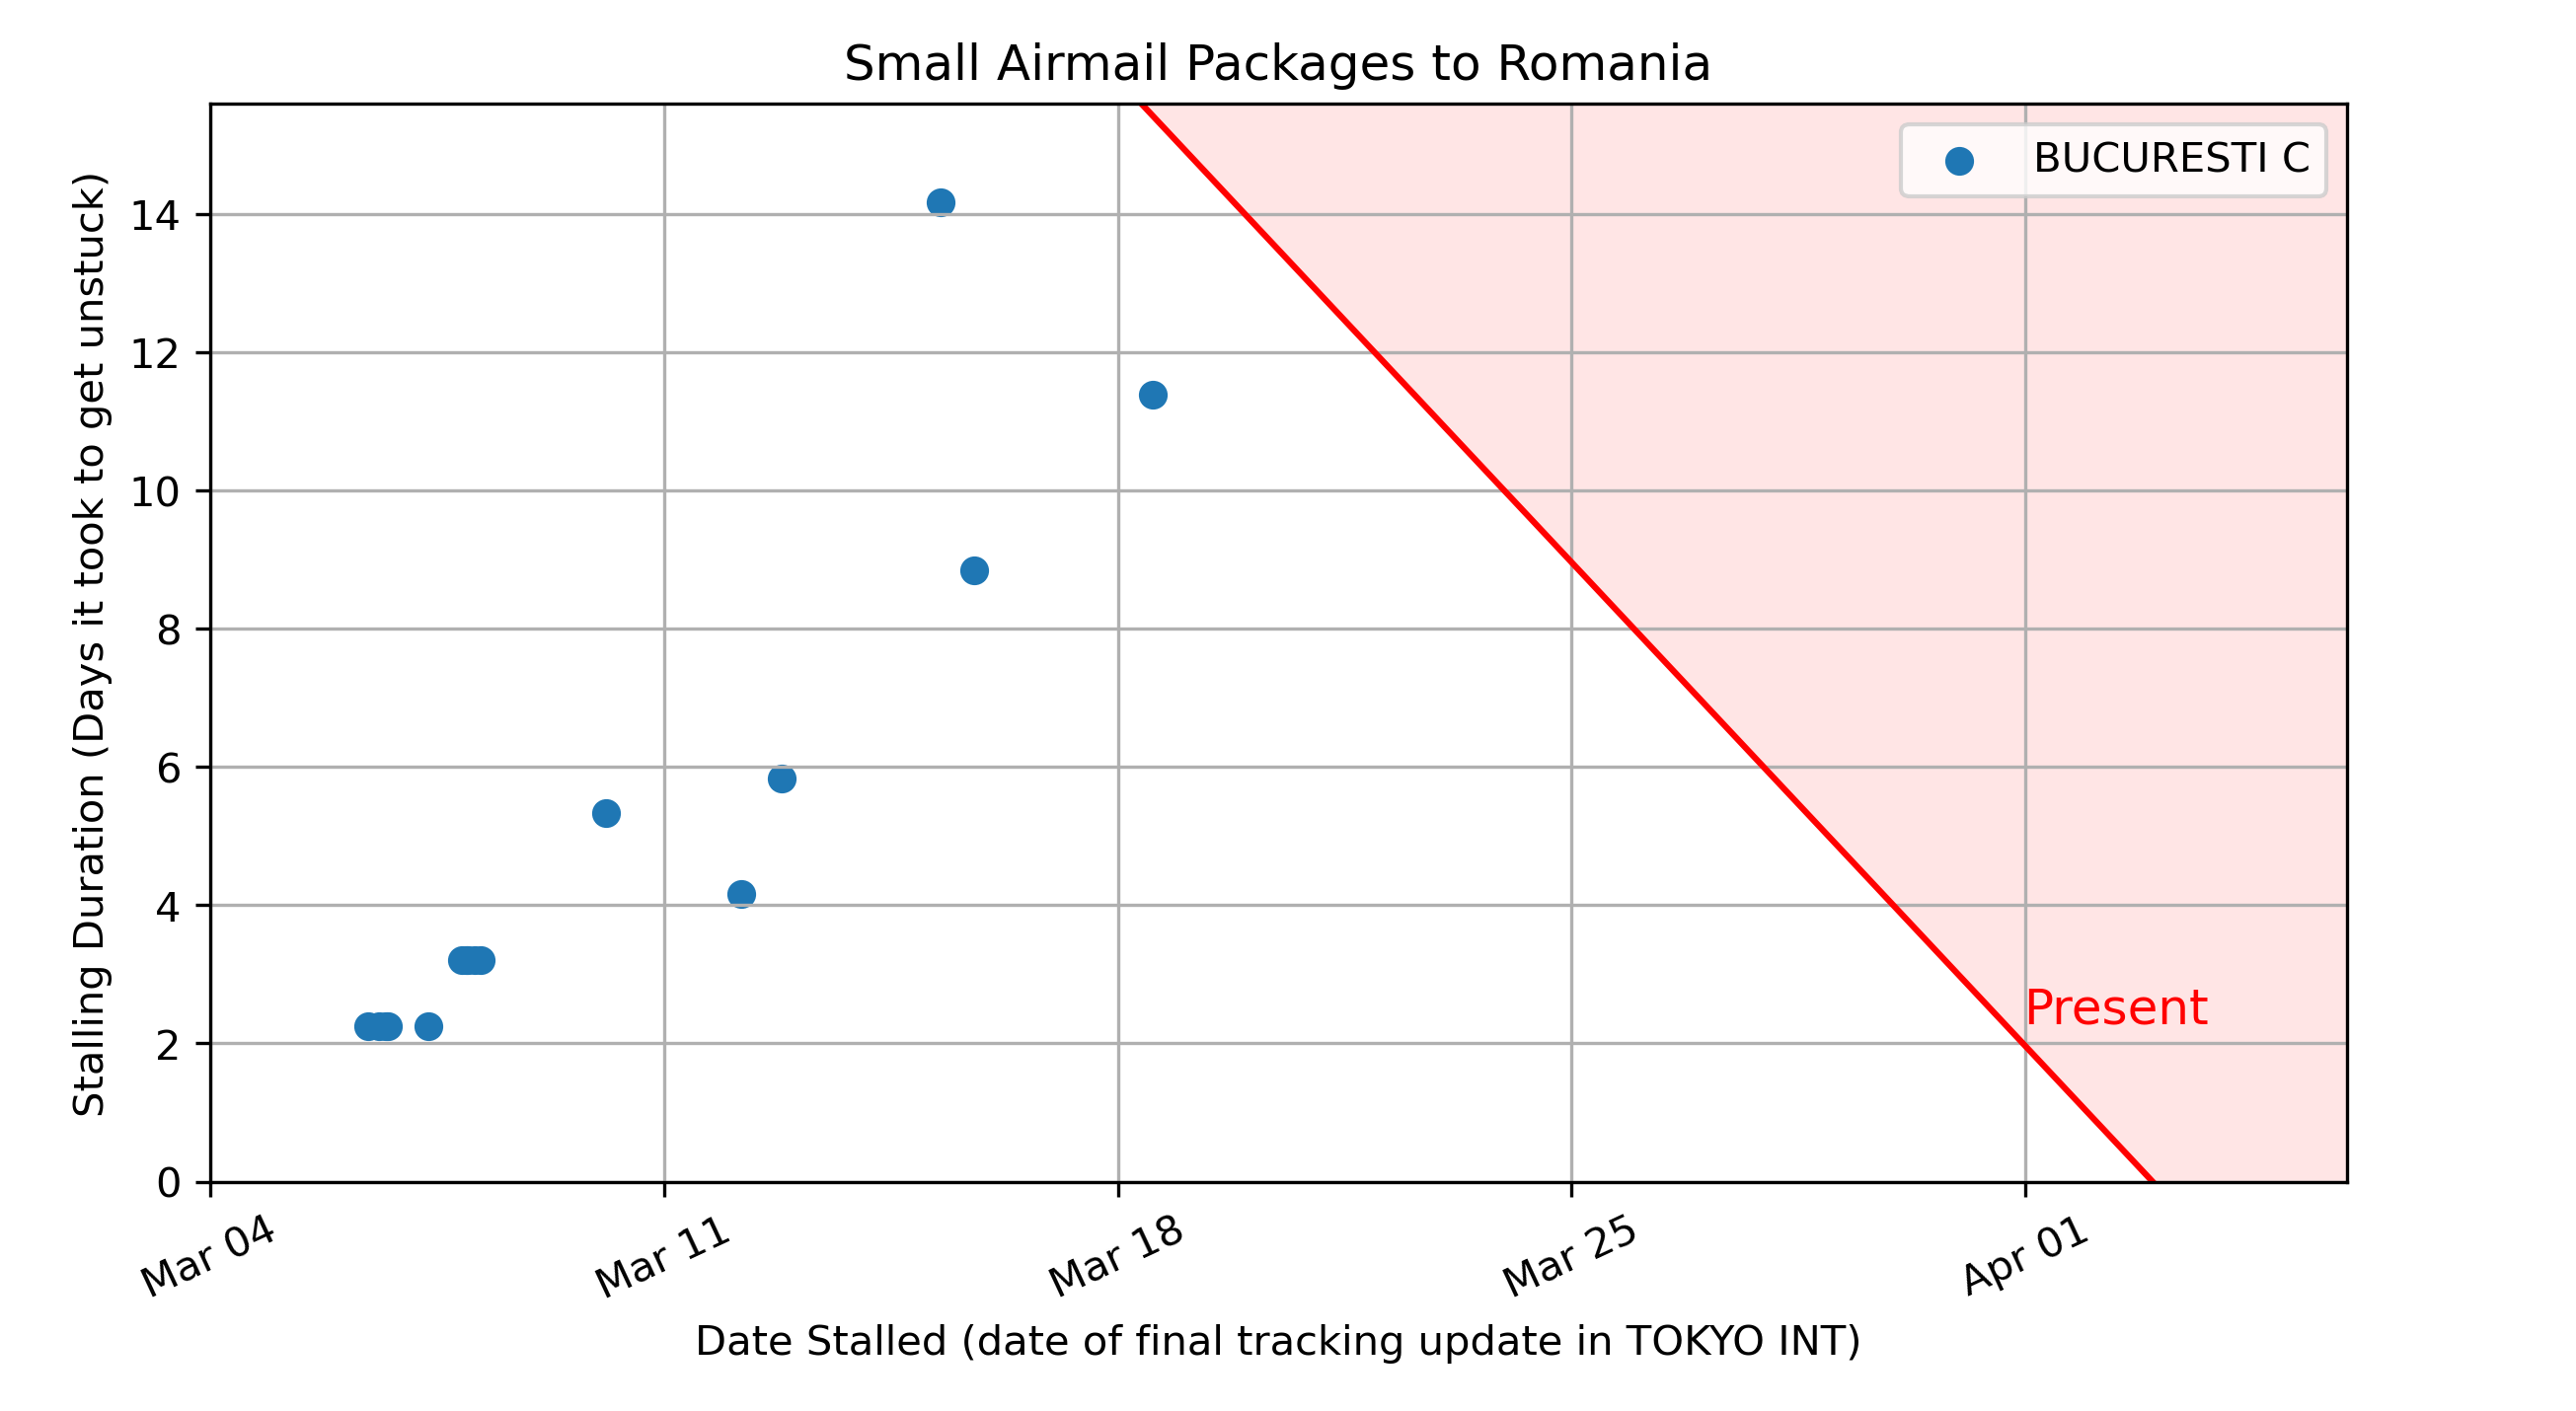 Small Airmail Packages to Romania
BUCURESTI C
Stalling Duration (Days it took to get unstuck)
14
12
10
8
6
4
2
0
Present
Mar 04
Mar 11
Mar 18
Mar 25
Apr 01
Date Stalled (date of final tracking update in TOKYO INT)